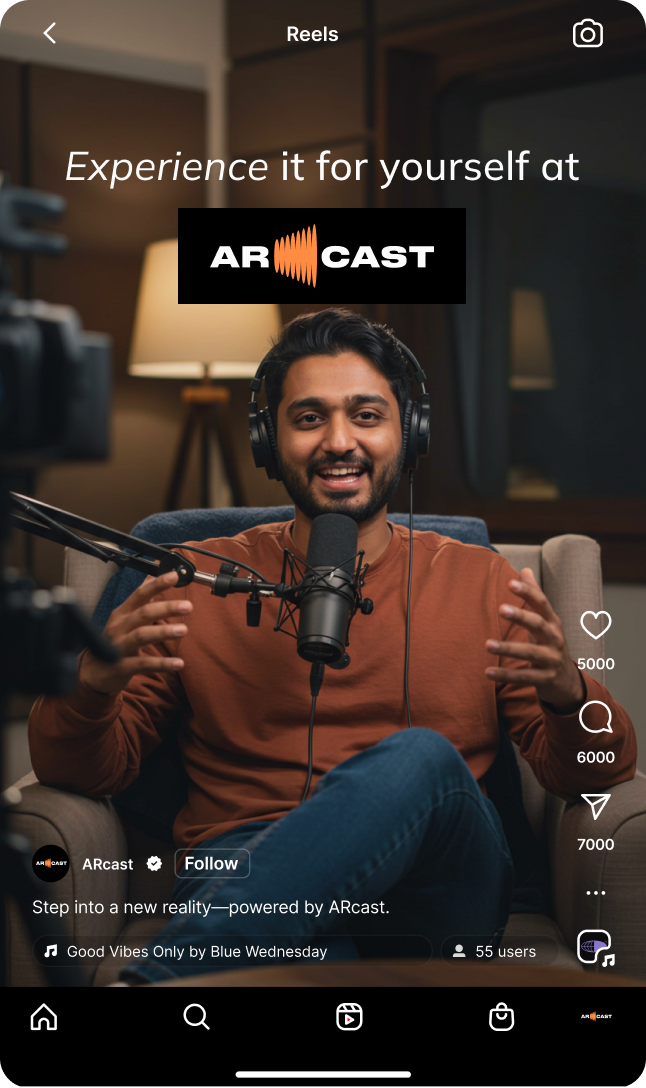 Reels
Experience it for yourself at
ARCAST
5000
6000
7000
ARCAST
ARcast
Follow
Step into a new reality—powered by ARcast.
Good Vibes Only by Blue Wednesday
55 users
ARCAST